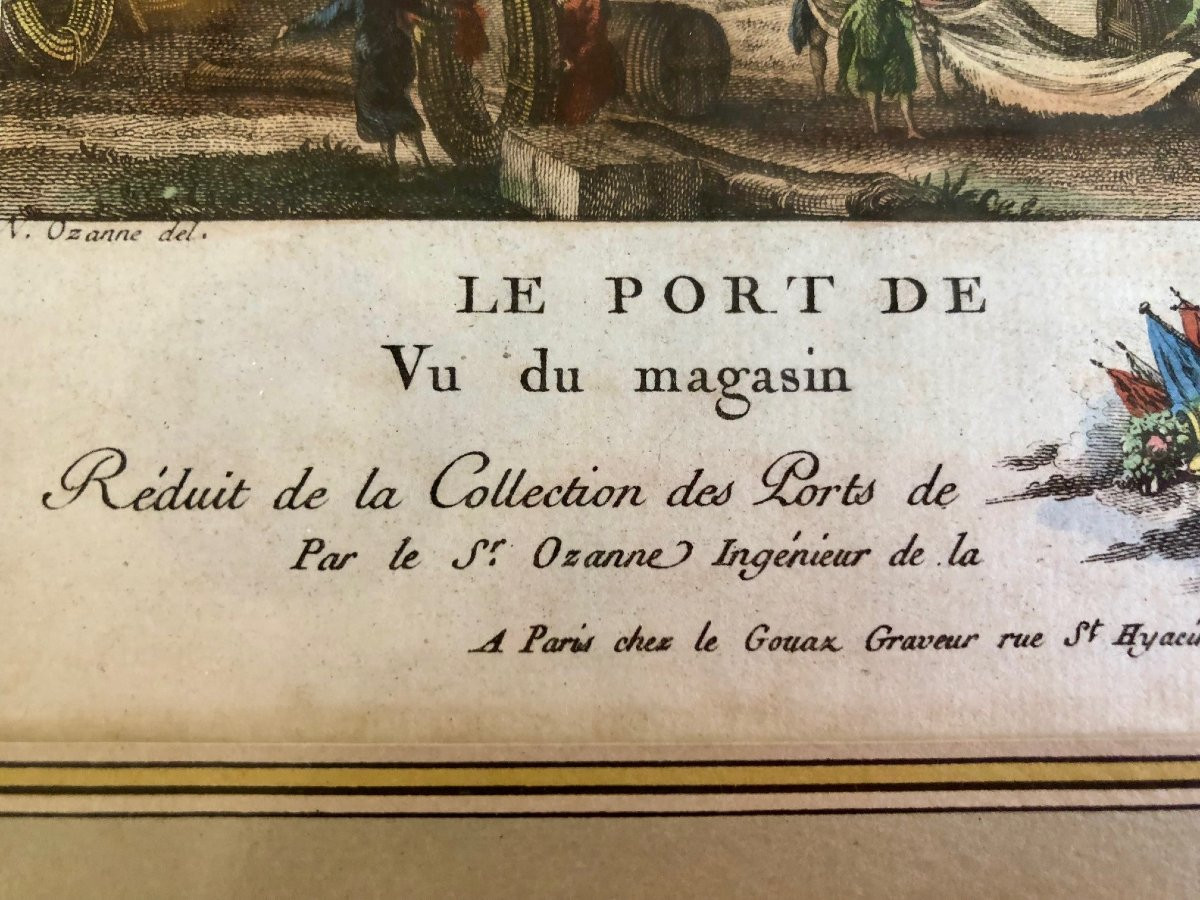 N. Ozanne del.
LE PORT DE
Vu du magasin
Réduit de la Collection des Ports de
Par le Sr. Ozanne Ingénieur de la
A Paris chez le Gouaz Graveur rue St Hyacin